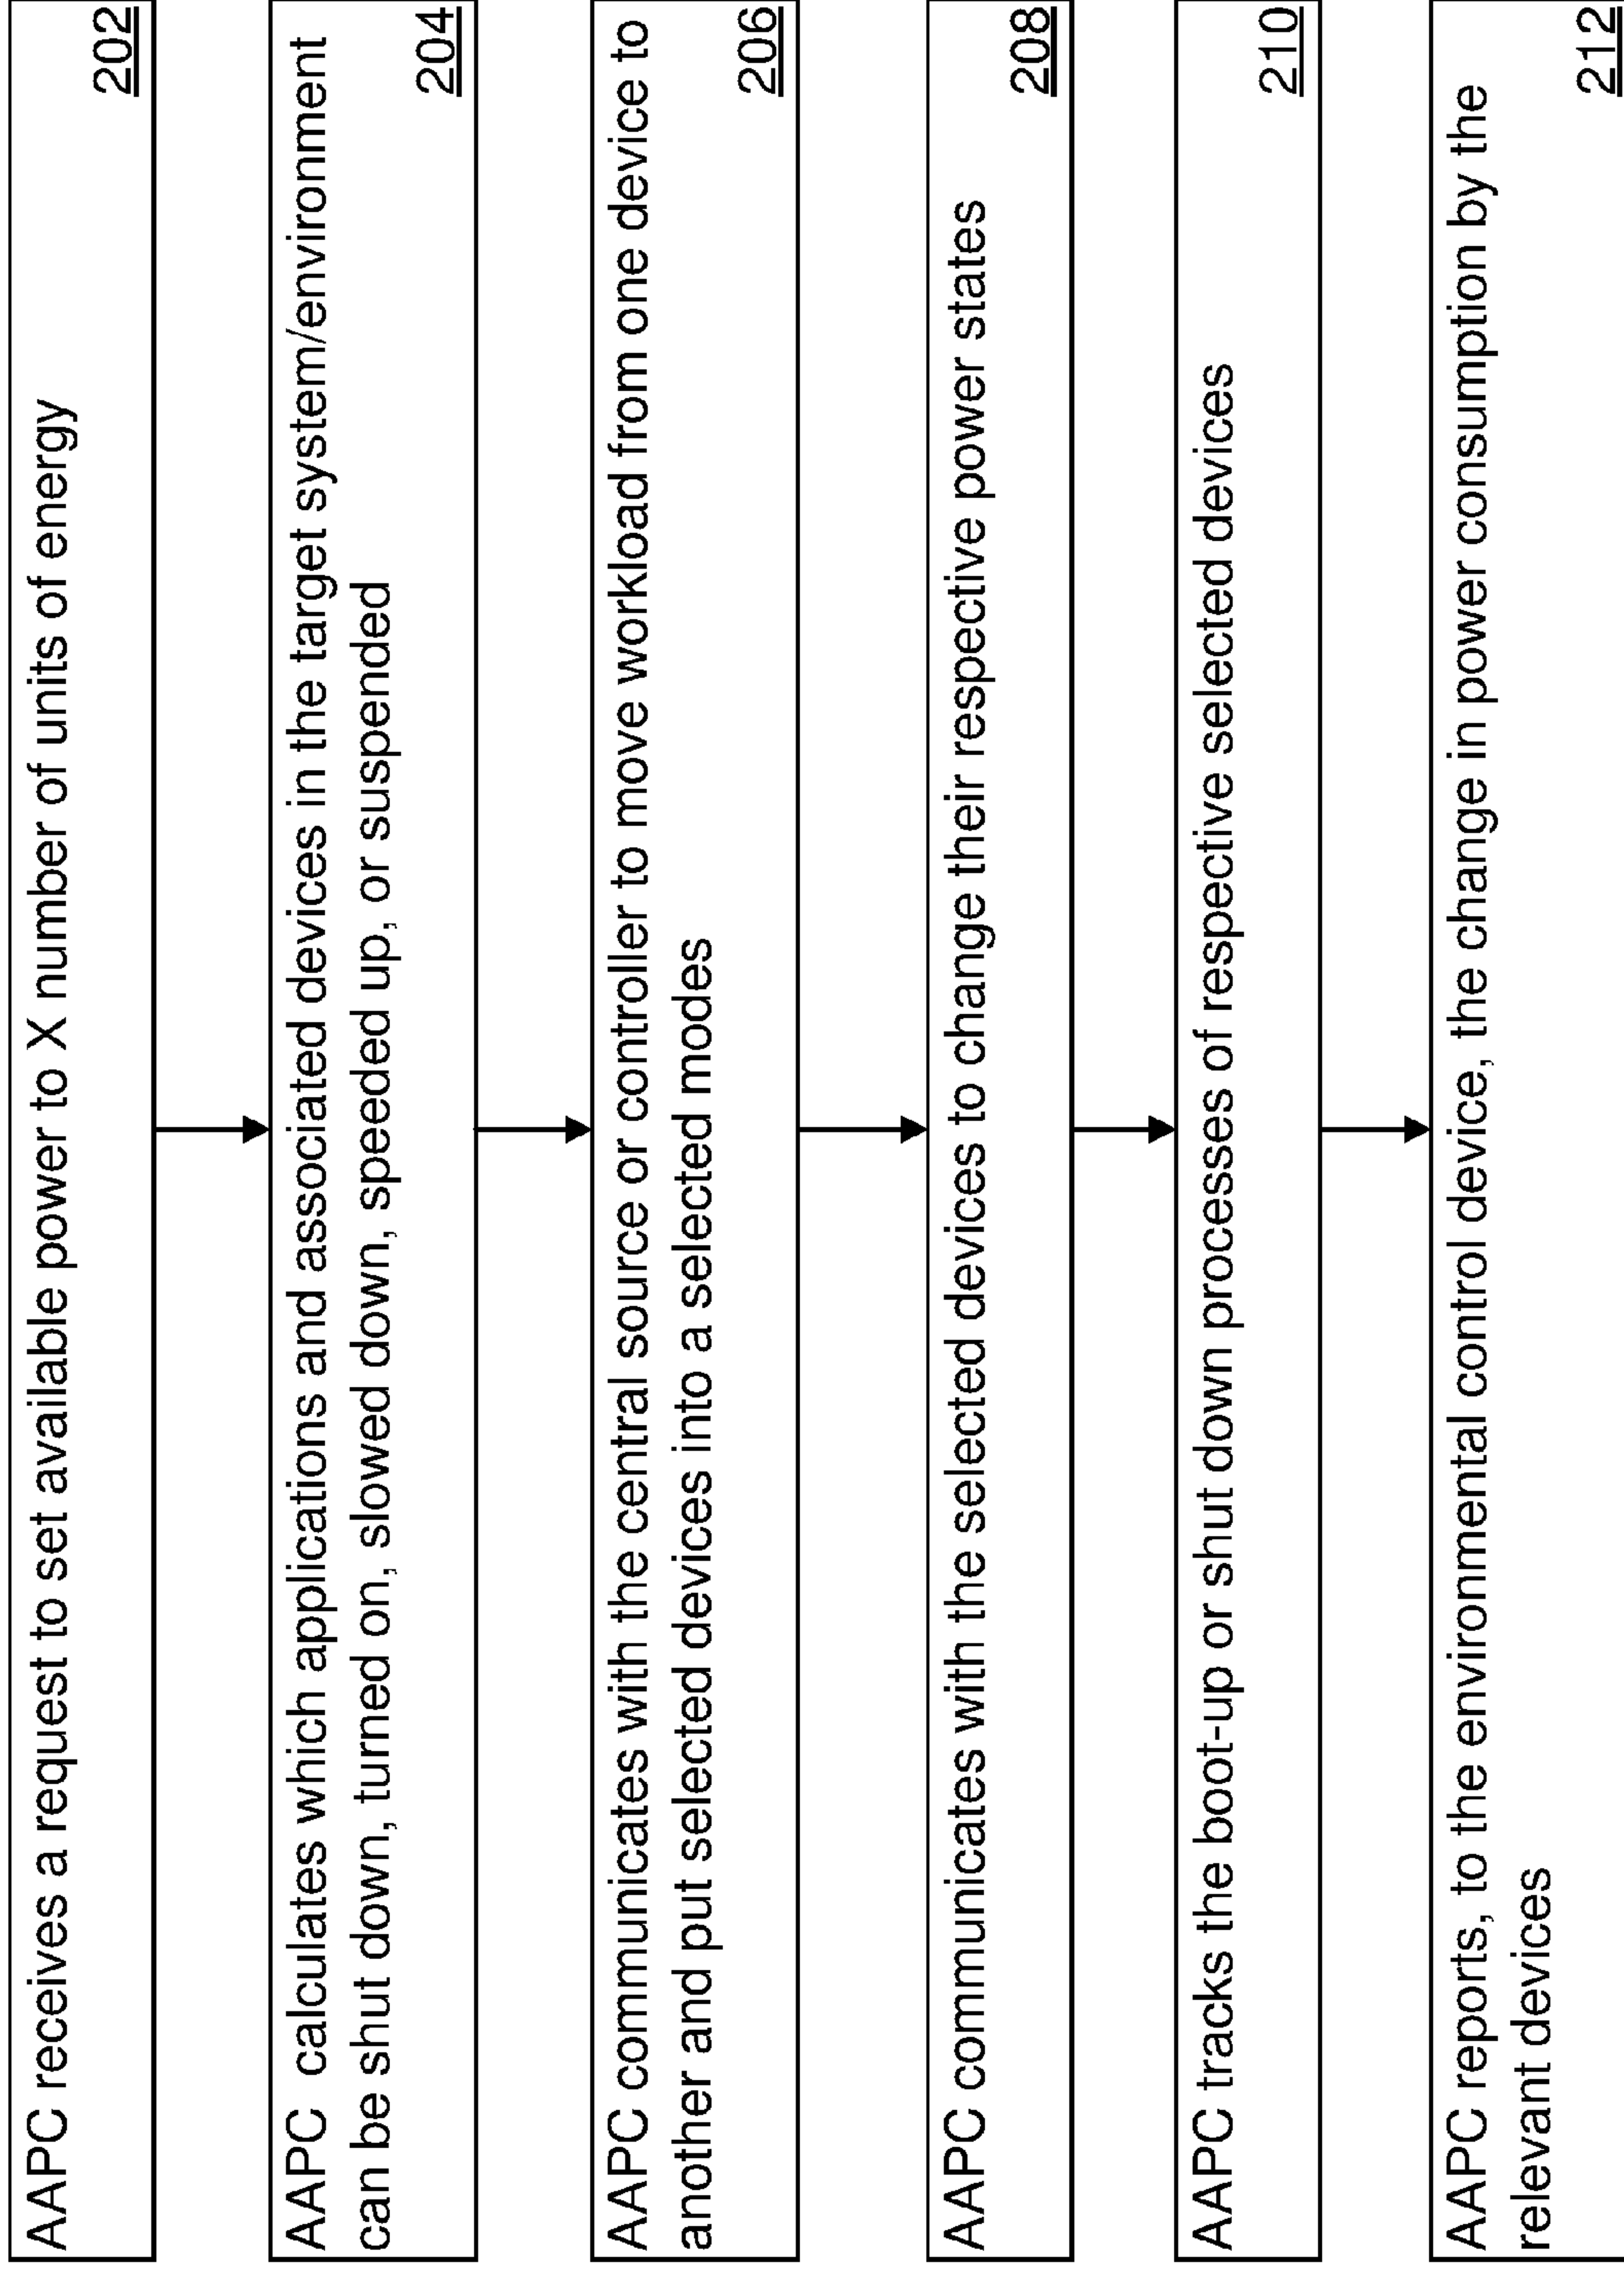 AAPC receives a request to set available power to X number of units of energy
202
AAPC calculates which applications and associated devices in the target system/environment
can be shut down, turned on, slowed down, speeded up, or suspended
204
AAPC communicates with the central source or controller to move workload from one device to
another and put selected devices into a selected modes
206
AAPC communicates with the selected devices to change their respective power states
208
AAPC tracks the boot-up or shut down processes of respective selected devices
210
AAPC reports, to the environmental control device, the change in power consumption by the
relevant devices
212